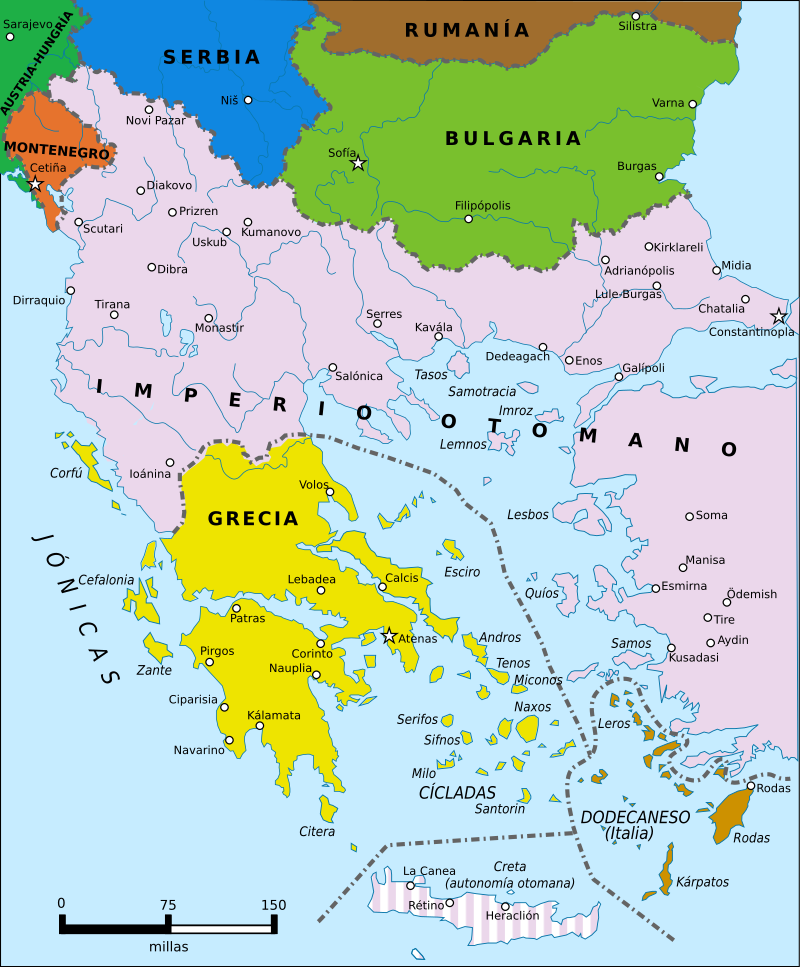 Sarajevo
AUSTRIA-HUNGRÍA
SERBIA
Niš
RUMANÍA
Silistra
Novi Pazar
Varna
BULGARIA
MONTENEGRO
Cetiña
Sofía
Burgas
Diakovo
Prizren
Filipópolis
Scutari
Uskub
Kumanovo
Kirklareli
Adrianópolis
Midia
Dibra
Lule-Burgas
Dirraquio
Tirana
Monastir
Serres
Kavála
Chatalia
Constantinopla
Dedeagach
Enos
Galípoli
Salónica
Tasos
Samotracia
Imroz
Lemnos
IMPERIO OTOMANO
Corfú
Ioánina
Volos
GRECIA
Lesbos
Soma
JÓNICAS
Cefalonia
Lebadea
Calcis
Esciro
Quíos
Manisa
Esmirna
Ödemish
Tire
Patras
Atenas
Andros
Samos
Aydin
Kusadasi
Zante
Pirgos
Corinto
Nauplia
Tenos
Miconos
Ciparisia
Kálamata
Serifos
Naxos
Leros
Navarino
Sifnos
Milo
CÍCLADAS
Santorin
Rodas
DODECANESO
(Italia)
Rodas
Citera
Kárpatos
La Canea
Creta
(autonomía otomana)
Rétino
Heraclión
0 75 150
millas